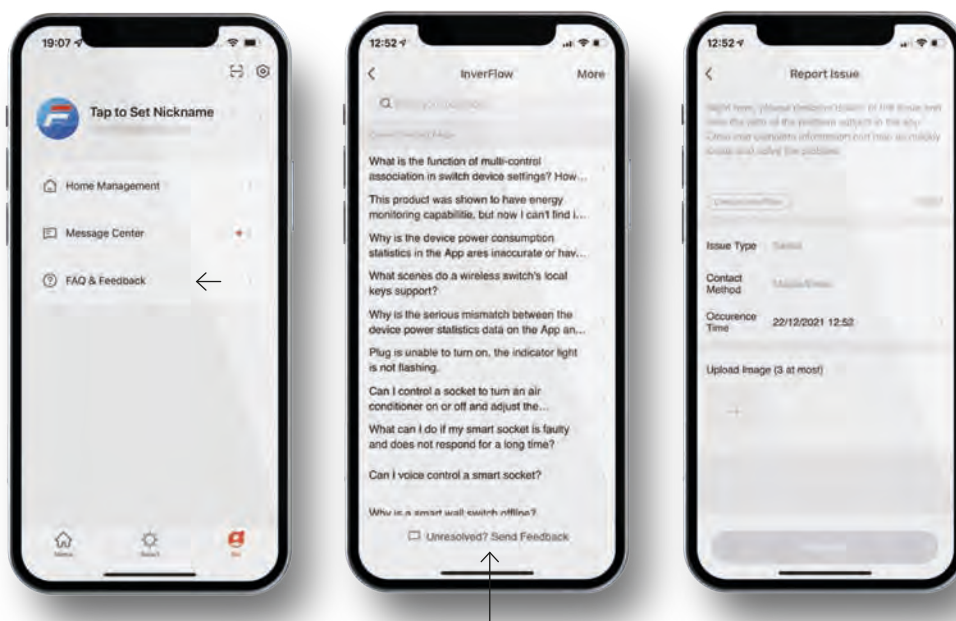 19:07
Tap to Set Nickname
Home Management
Message Center
FAQ & Feedback
12:52
InverFlow
More
What is the function of multi-control
association in switch device settings? How...
This product was shown to have energy
monitoring capabilitie, but now I can't find i...
Why is the device power consumption
statistics in the App ares inaccurate or hav...
What scenes do a wireless switch's local
keys support?
Why is the serious mismatch between the
device power statistics data on the App an...
Plug is unable to turn on, the indicator light
is not flashing.
Can I control a socket to turn an air
conditioner on or off and adjust the...
What can I do if my smart socket is faulty
and does not respond for a long time?
Can I voice control a smart socket?
Why is a smart wall switch offline?
Unresolved? Send Feedback
12:52
Report Issue
Issue Type
Contact
Method
Occurence
Time
22/12/2021 12:52
Upload Image (3 at most)